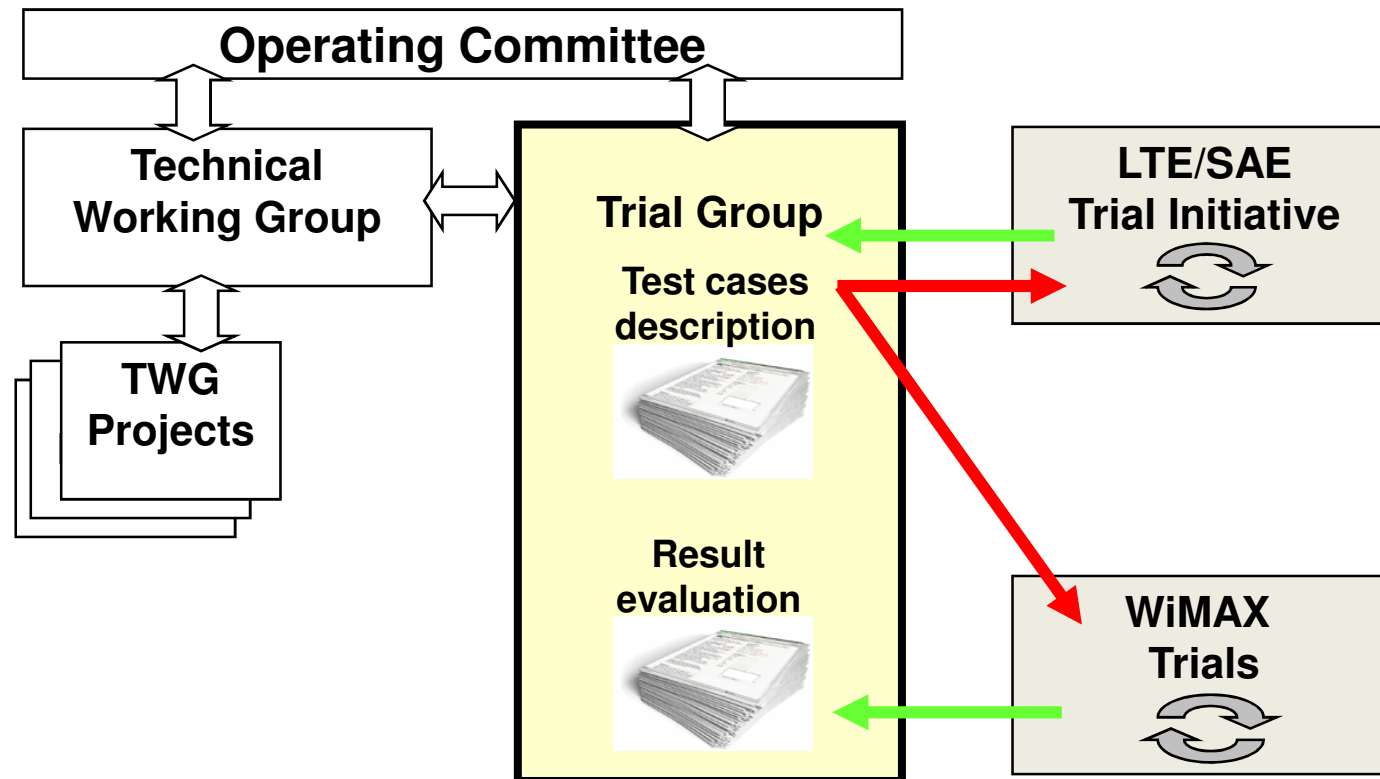 Operating Committee
Technical
Working Group
TWG
Projects
Trial Group
Test cases
description
Result
evaluation
LTE/SAE
Trial Initiative
WiMAX
Trials